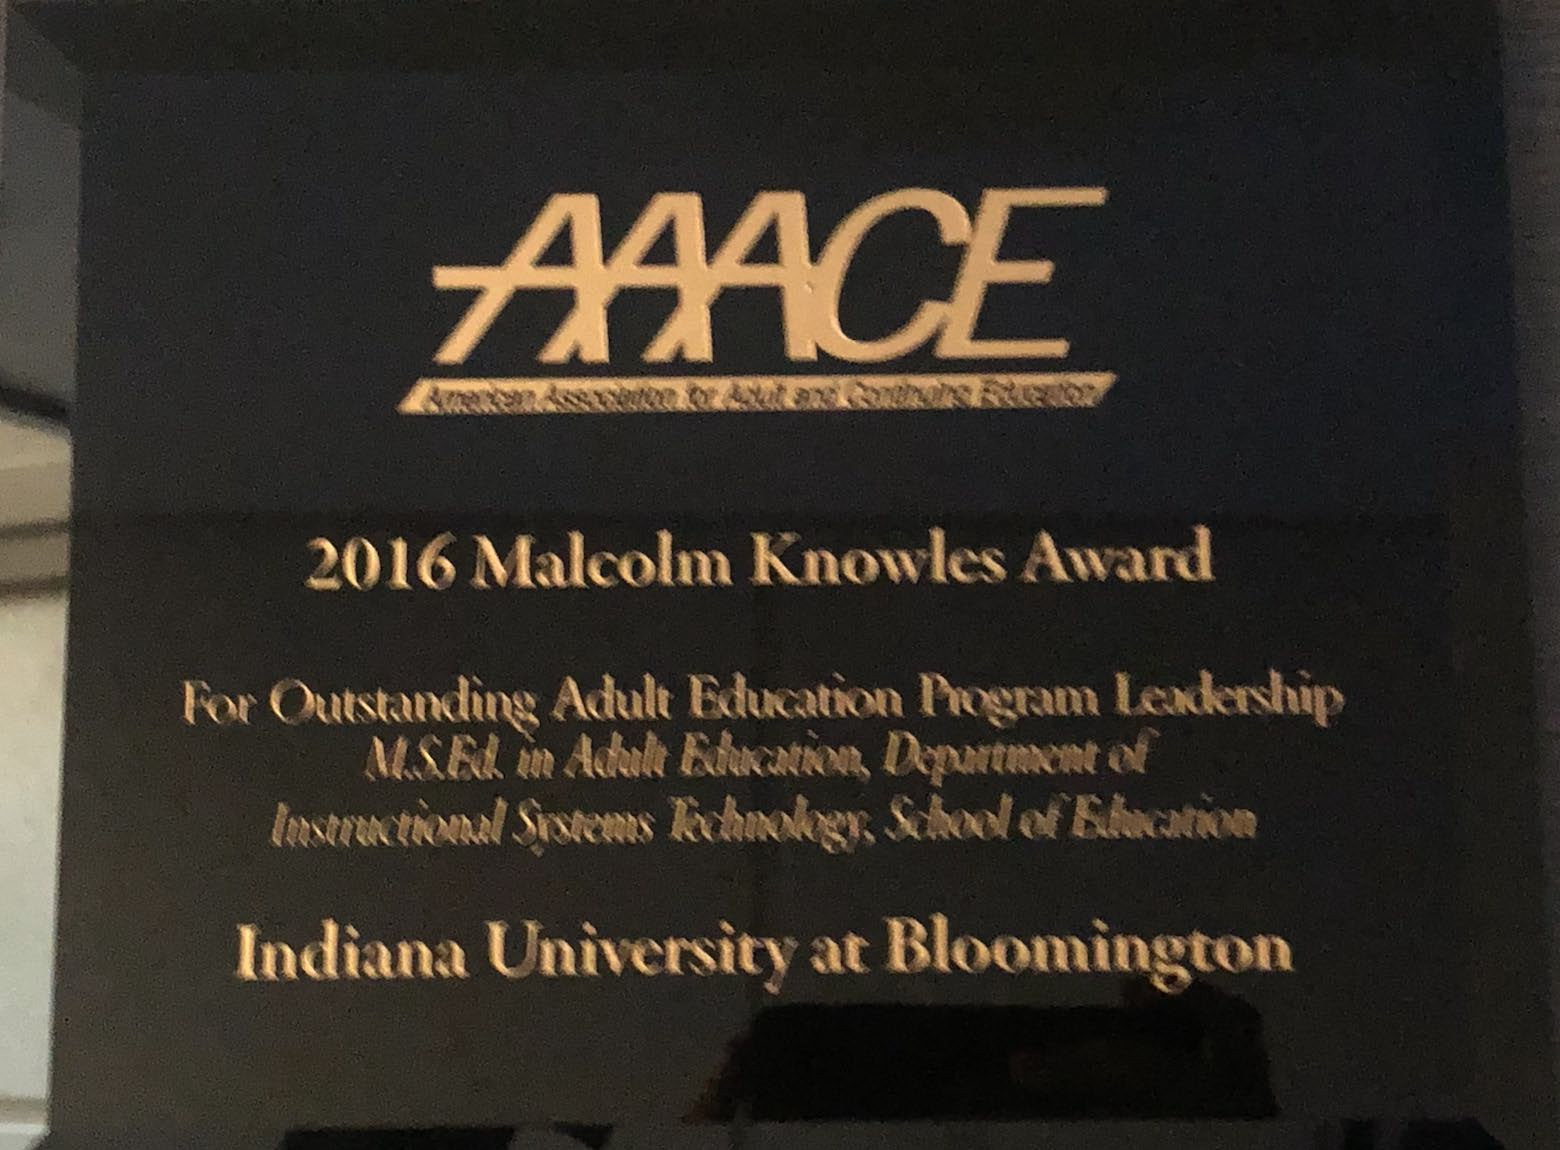 AAACE
American Association for Adult and Continuing Education
2016 Malcolm Knowles Award
For Outstanding Adult Education Program Leadership
M.S.Ed. in Adult Education, Department of
Instructional Systems Technology, School of Education
Indiana University at Bloomington